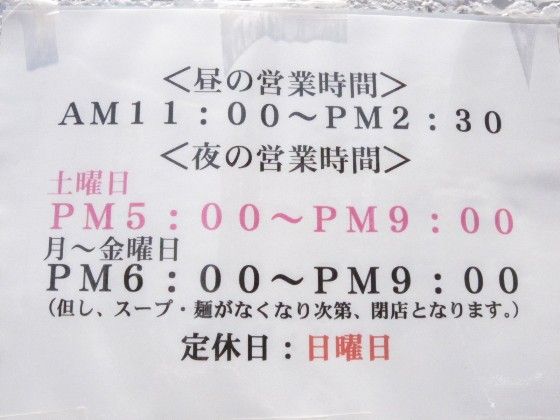 ＜昼の営業時間＞
ＡＭ１１：００～ＰＭ２：３０
＜夜の営業時間＞
土曜日
ＰＭ５：００～ＰＭ９：００
月～金曜日
ＰＭ６：００～ＰＭ９：００
（但し、スープ・麺がなくなり次第、閉店となります。）
定休日：日曜日